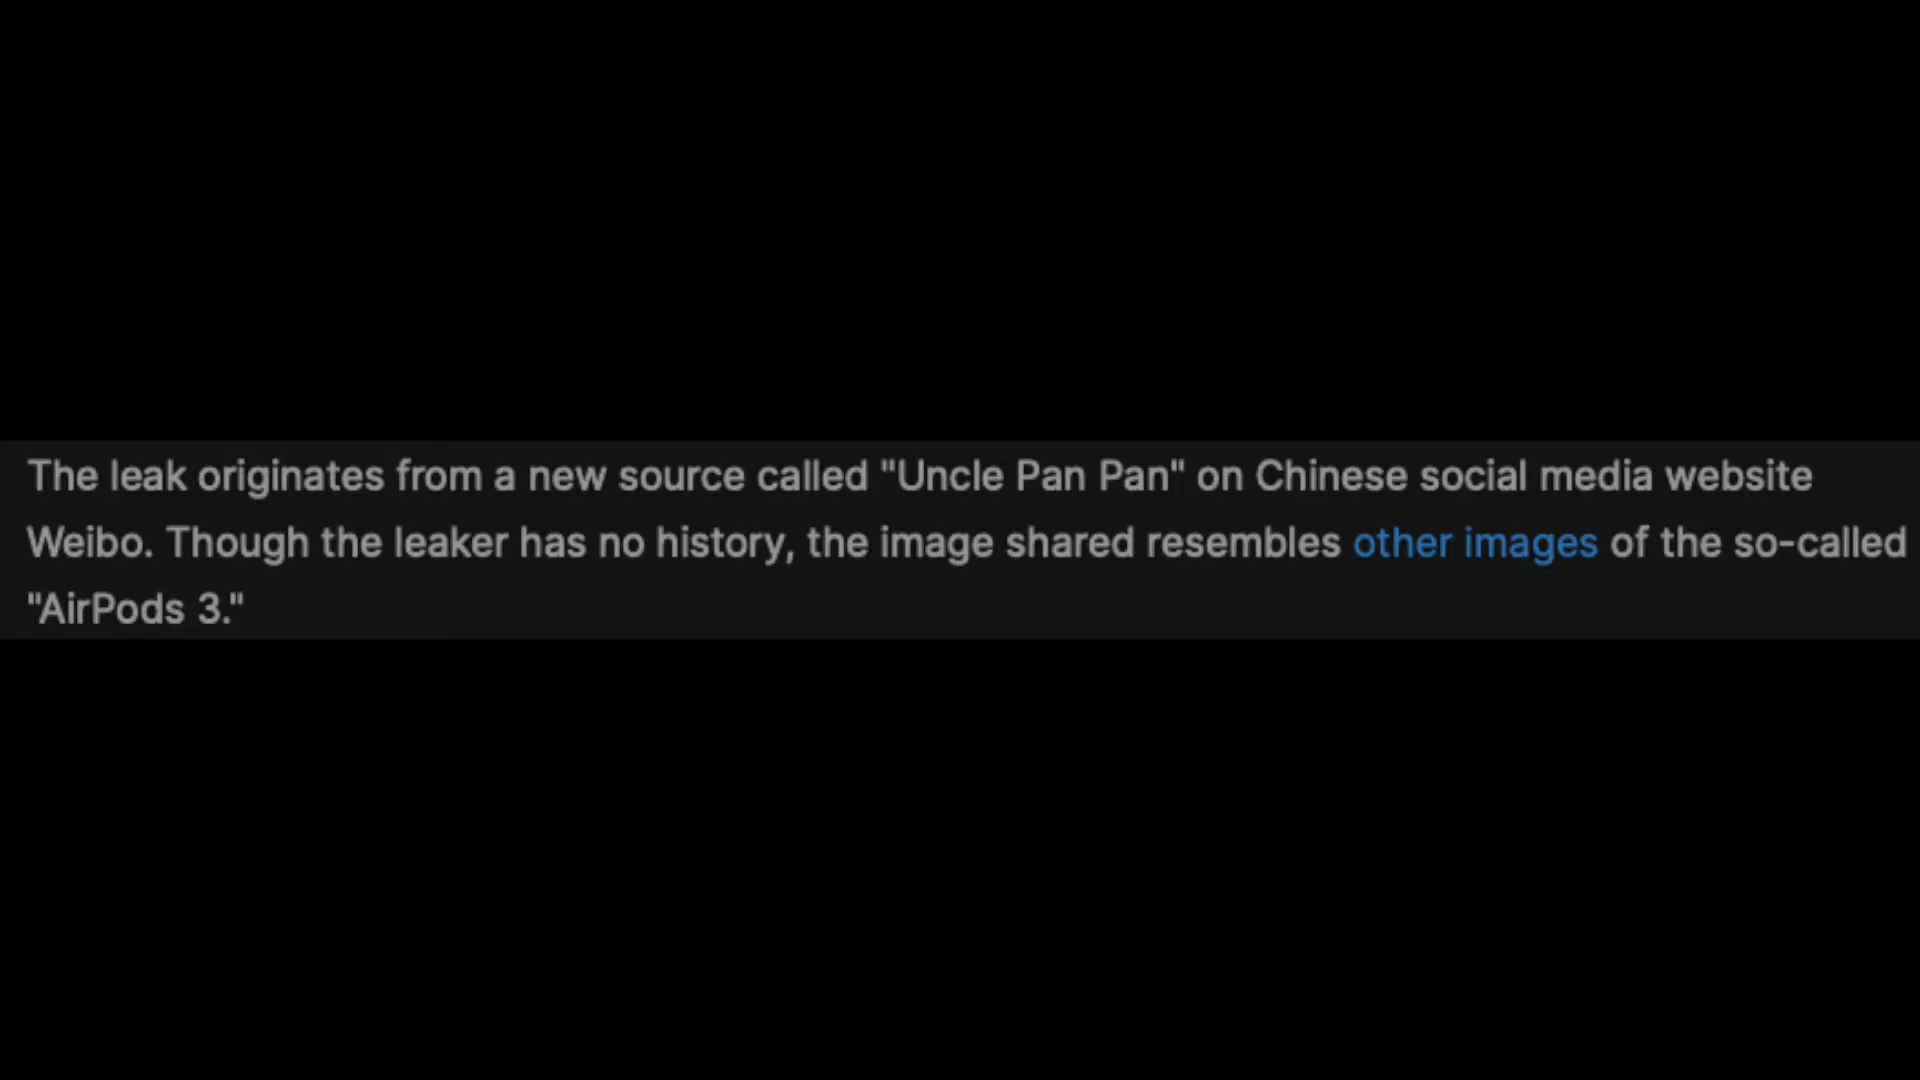 The leak originates from a new source called "Uncle Pan Pan" on Chinese social media website
Weibo. Though the leaker has no history, the image shared resembles other images of the so-called
"AirPods 3."